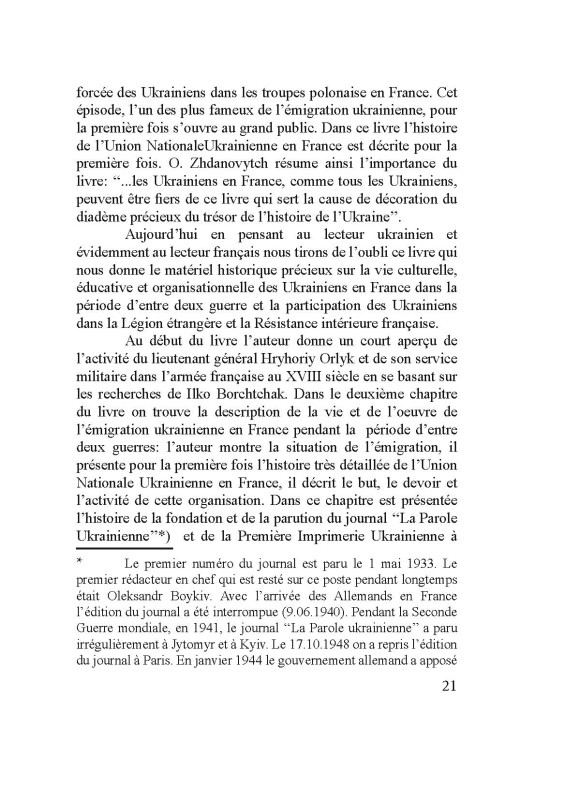 forcée des Ukrainiens dans les troupes polonaise en France. Cet
épisode, l'un des plus fameux de l'émigration ukrainienne, pour
la première fois s'ouvre au grand public. Dans ce livre l'histoire
de l'Union NationaleUkrainienne en France est décrite pour la
première fois. O. Zhdanovytch résume ainsi l'importance du
livre: “...les Ukrainiens en France, comme tous les Ukrainiens,
peuvent être fiers de ce livre qui sert la cause de décoration du
diadème précieux du trésor de l'histoire de l'Ukraine”.
Aujourd'hui en pensant au lecteur ukrainien et
évidemment au lecteur français nous tirons de l'oubli ce livre qui
nous donne le matériel historique précieux sur la vie culturelle,
éducative et organisationnelle des Ukrainiens en France dans la
période d'entre deux guerre et la participation des Ukrainiens
dans la Légion étrangère et la Résistance intérieure française.
Au début du livre l'auteur donne un court aperçu de
l'activité du lieutenant général Hryhoriy Orlyk et de son service
militaire dans l'armée française au XVIII siècle en se basant sur
les recherches de Ilko Borchtchak. Dans le deuxième chapitre
du livre on trouve la description de la vie et de l'oeuvre de
l'émigration ukrainienne en France pendant la période d'entre
deux guerres: l'auteur montre la situation de l'émigration, il
présente pour la première fois l'histoire très détaillée de l'Union
Nationale Ukrainienne en France, il décrit le but, le devoir et
l'activité de cette organisation. Dans ce chapitre est présentée
l'histoire de la fondation et de la parution du journal “La Parole
Ukrainienne”*) et de la Première Imprimerie Ukrainienne à
* Le premier numéro du journal est paru le 1 mai 1933. Le
premier rédacteur en chef qui est resté sur ce poste pendant longtemps
était Oleksandr Boykiv. Avec l'arrivée des Allemands en France
l'édition du journal a été interrompue (9.06.1940). Pendant la Seconde
Guerre mondiale, en 1941, le journal “La Parole ukrainienne” a paru
irrégulièrement à Jytomyr et à Kyiv. Le 17.10.1948 on a repris l'édition
du journal à Paris. En janvier 1944 le gouvernement allemand a apposé
21